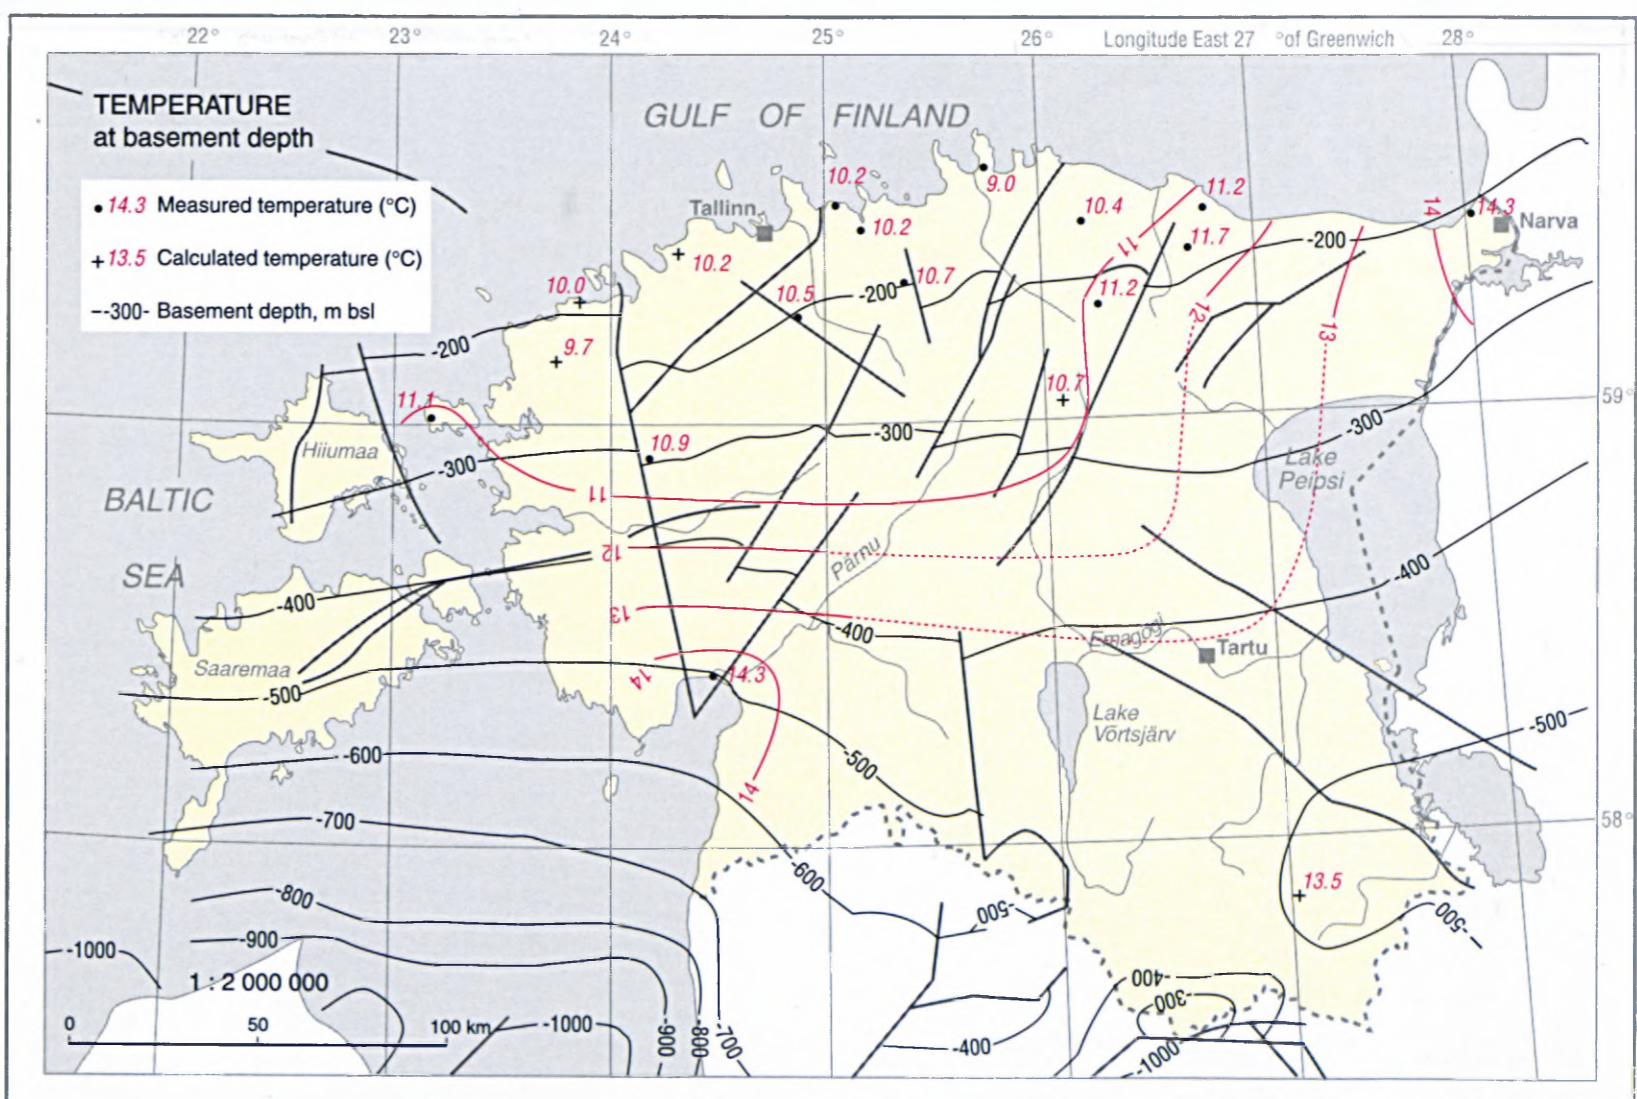 22° 23° 24° 25° 26° Longitude East 27 °of Greenwich 28°
TEMPERATURE
at basement depth
• 14.3 Measured temperature (°C)
+ 13.5 Calculated temperature (°C)
--300- Basement depth, m bsl
GULF OF FINLAND
10.2
9.0
11.2
14
14.3
Tallinn
10.4
Narva
10.2
11.7
-200
11
10.2
10.0
10.5
-200
10.7
11.2
12
13
-200
9.7
10.7
59°
11.1
-300
Hiiumaa
-300
10.9
-300
Lake
Peipsi
BALTIC
SEA
11
12
Pärnu
-400
-400
13
-400
Emagõgi
Tartu
Saaremaa
-500
14
14.3
Lake
Võrtsjärv
-500
-600
-500
14
-700
58°
-600
13.5
-800
-500
-500
-900
-1000
-400
1 : 2 000 000
-300
0 50 100 km
-1000
-900
-800
-700
-400
-1000